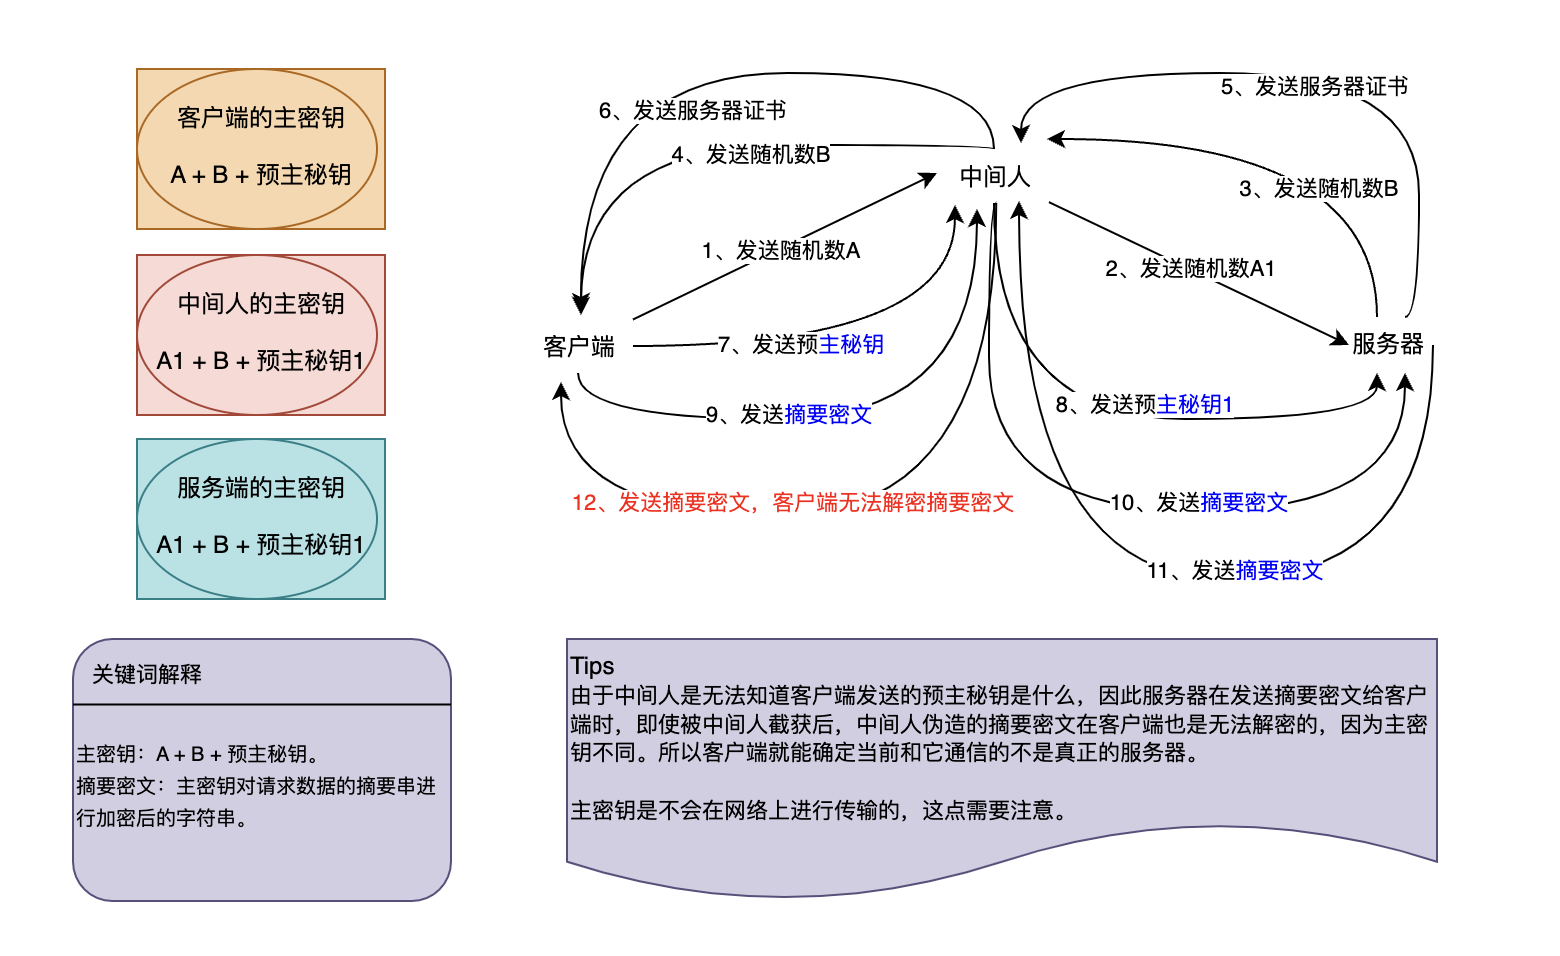 客户端的主密钥
A + B + 预主秘钥
中间人的主密钥
A1 + B + 预主秘钥1
服务端的主密钥
A1 + B + 预主秘钥1
5、发送服务器证书
6、发送服务器证书
4、发送随机数B
中间人
3、发送随机数B
1、发送随机数A
2、发送随机数A1
客户端
7、发送预主秘钥
服务器
9、发送摘要密文
8、发送预主秘钥1
12、发送摘要密文，客户端无法解密摘要密文
10、发送摘要密文
11、发送摘要密文
关键词解释
主密钥：A + B + 预主秘钥。
摘要密文：主密钥对请求数据的摘要串进
行加密后的字符串。
Tips
由于中间人是无法知道客户端发送的预主秘钥是什么，因此服务器在发送摘要密文给客户
端时，即使被中间人截获后，中间人伪造的摘要密文在客户端也是无法解密的，因为主密
钥不同。所以客户端就能确定当前和它通信的不是真正的服务器。
主密钥是不会在网络上进行传输的，这点需要注意。